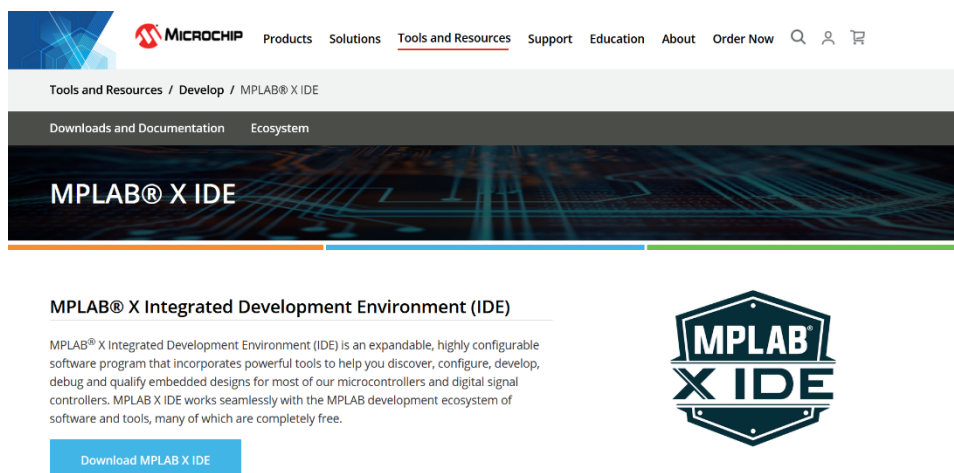 MICROCHIP Products Solutions Tools and Resources Support Education About Order Now
Tools and Resources / Develop / MPLAB® X IDE
Downloads and Documentation Ecosystem
MPLAB® X IDE
MPLAB® X Integrated Development Environment (IDE)
MPLAB® X Integrated Development Environment (IDE) is an expandable, highly configurable
software program that incorporates powerful tools to help you discover, configure, develop,
debug and qualify embedded designs for most of our microcontrollers and digital signal
controllers. MPLAB X IDE works seamlessly with the MPLAB development ecosystem of
software and tools, many of which are completely free.
Download MPLAB X IDE
MPLAB®
X IDE